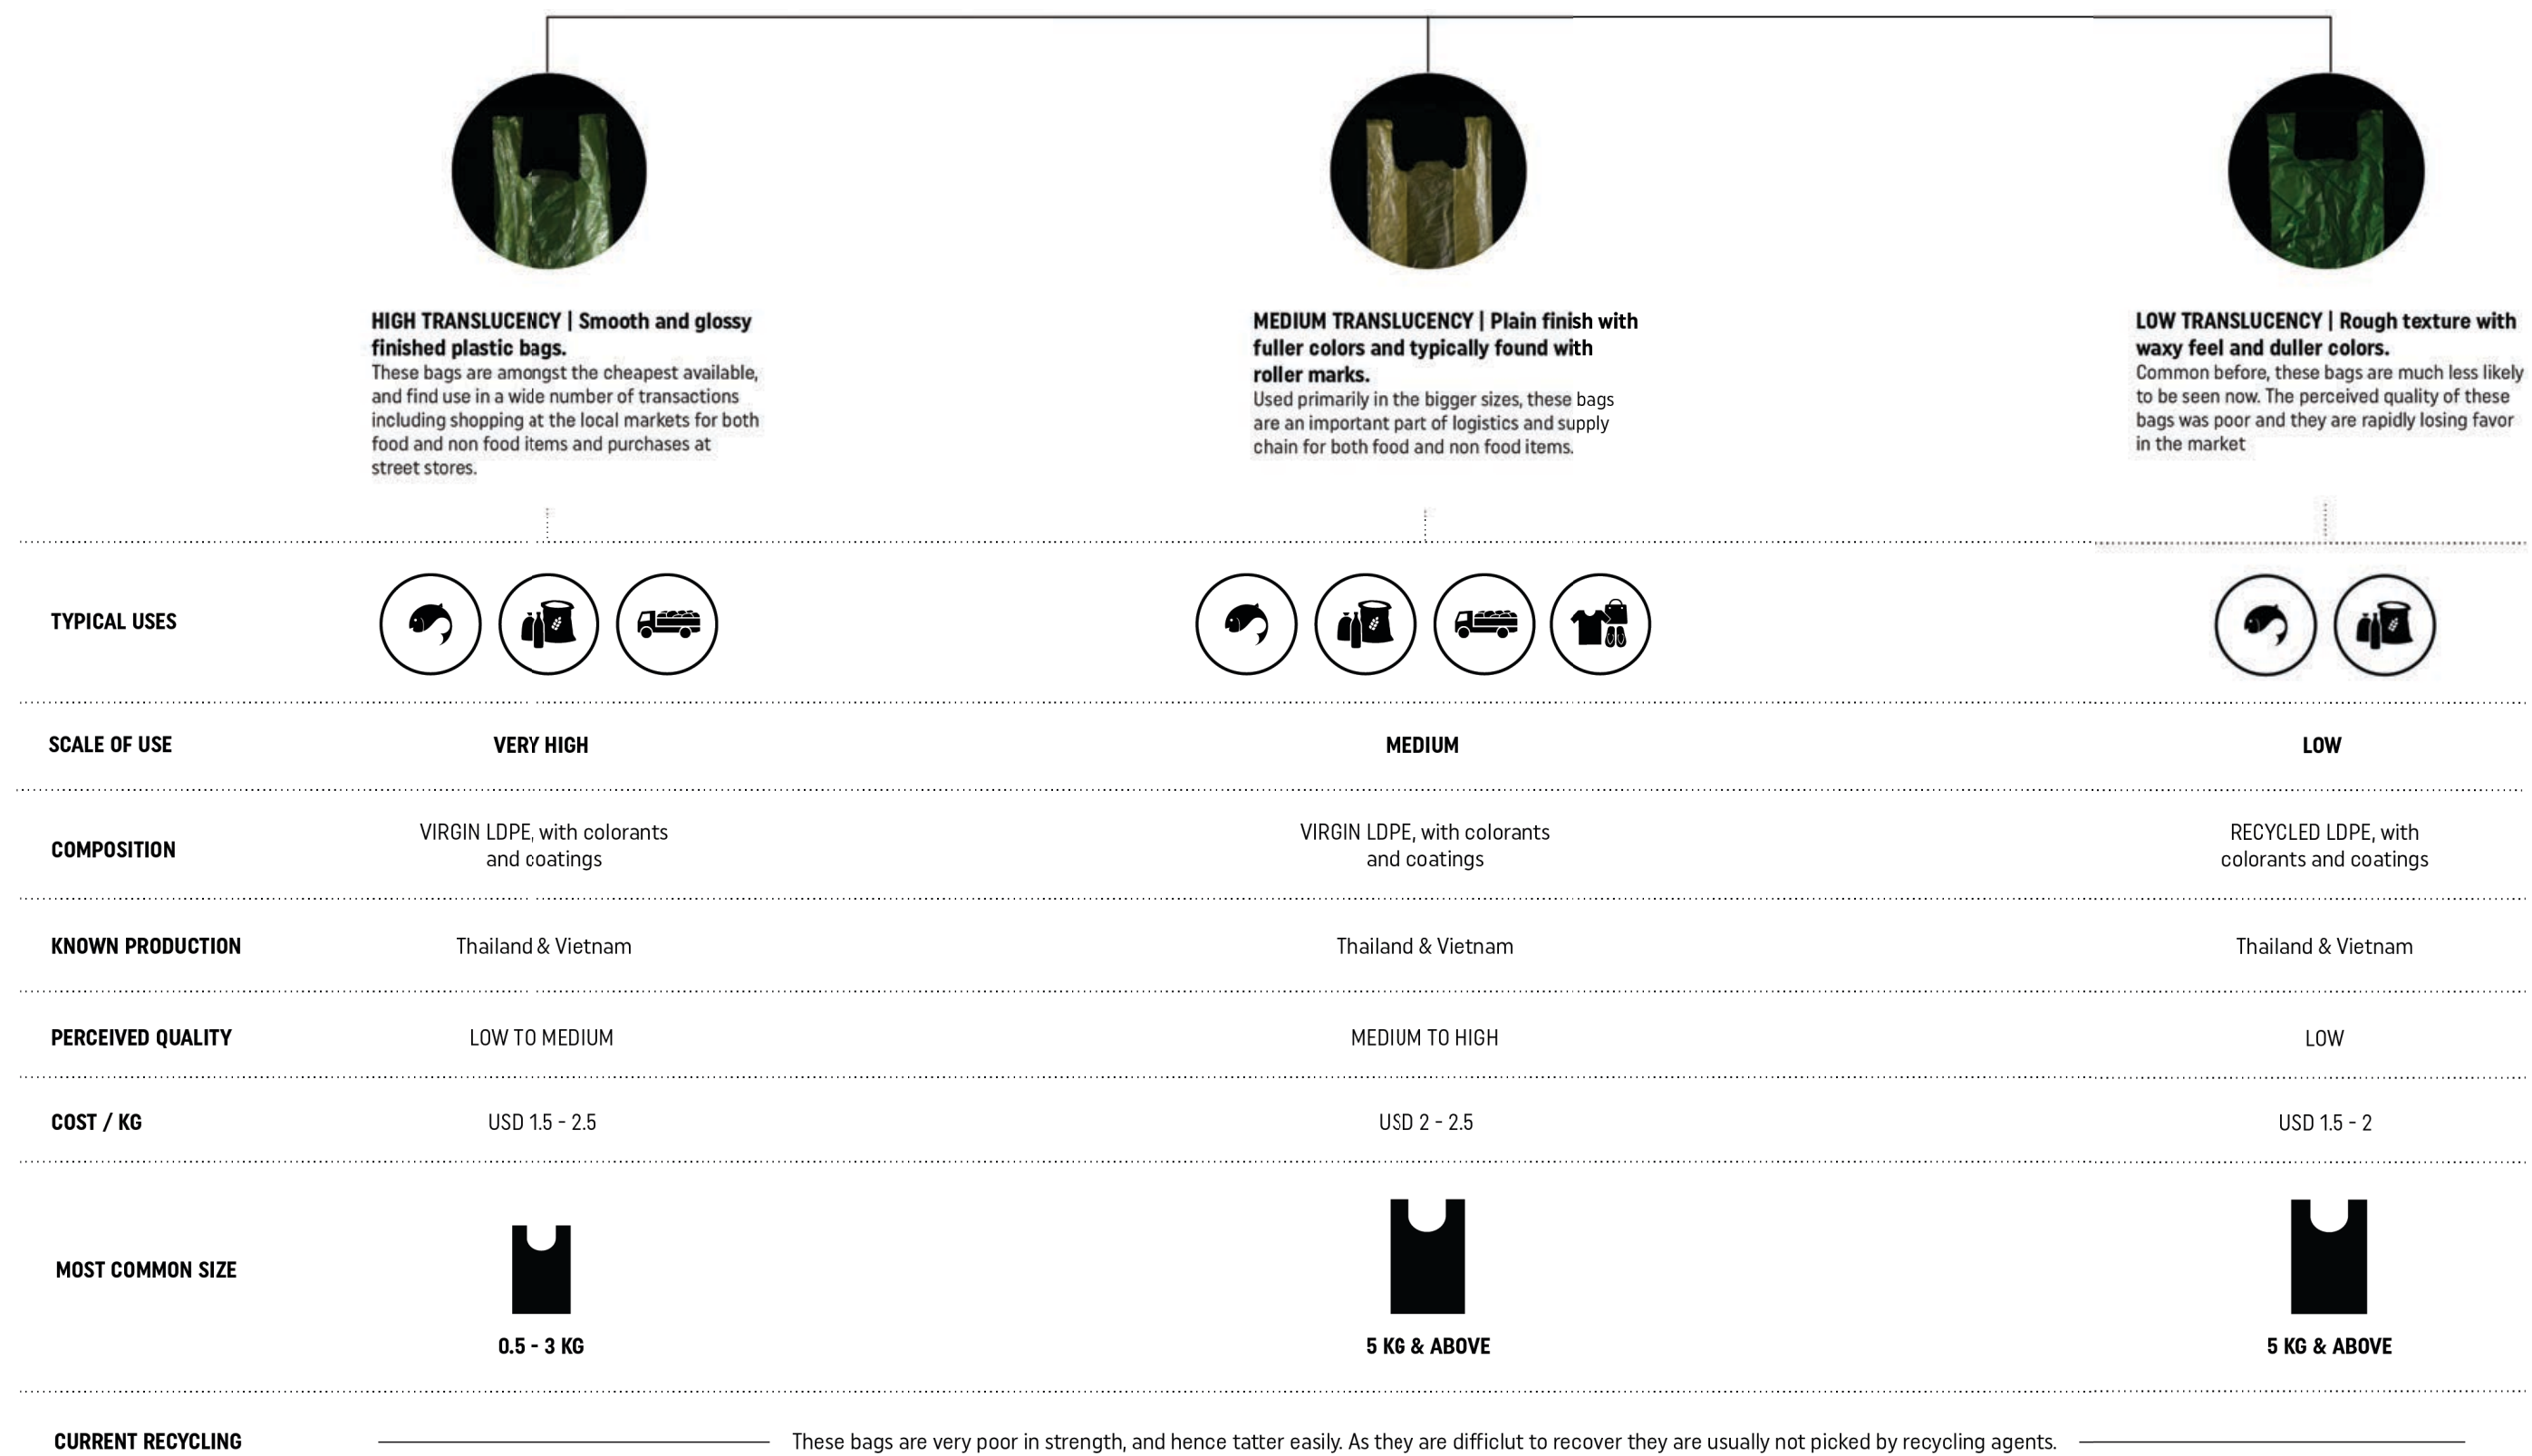 HIGH TRANSLUCENCY | Smooth and glossy
finished plastic bags.
These bags are amongst the cheapest available,
and find use in a wide number of transactions
including shopping at the local markets for both
food and non food items and purchases at
street stores.
MEDIUM TRANSLUCENCY | Plain finish with
fuller colors and typically found with
roller marks.
Used primarily in the bigger sizes, these bags
are an important part of logistics and supply
chain for both food and non food items.
LOW TRANSLUCENCY | Rough texture with
waxy feel and duller colors.
Common before, these bags are much less likely
to be seen now. The perceived quality of these
bags was poor and they are rapidly losing favor
in the market
TYPICAL USES
SCALE OF USE
VERY HIGH
MEDIUM
LOW
COMPOSITION
VIRGIN LDPE, with colorants
and coatings
VIRGIN LDPE, with colorants
and coatings
RECYCLED LDPE, with
colorants and coatings
KNOWN PRODUCTION
Thailand & Vietnam
Thailand & Vietnam
Thailand & Vietnam
PERCEIVED QUALITY
LOW TO MEDIUM
MEDIUM TO HIGH
LOW
COST / KG
USD 1.5 - 2.5
USD 2 - 2.5
USD 1.5 - 2
MOST COMMON SIZE
0.5 - 3 KG
5 KG & ABOVE
5 KG & ABOVE
CURRENT RECYCLING
These bags are very poor in strength, and hence tatter easily. As they are difficlut to recover they are usually not picked by recycling agents.